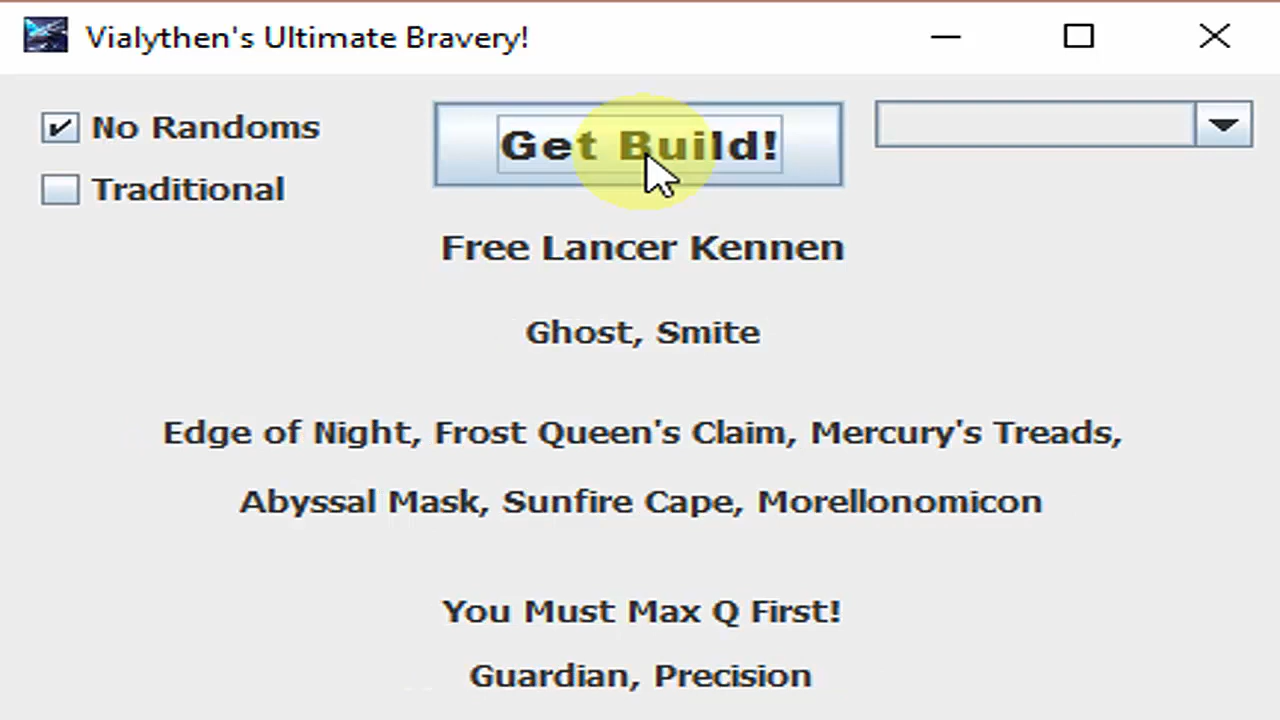 Vialythen's Ultimate Bravery!
No Randoms
Get Build!
Traditional
Free Lancer Kennen
Ghost, Smite
Edge of Night, Frost Queen's Claim, Mercury's Treads,
Abyssal Mask, Sunfire Cape, Morellonomicon
You Must Max Q First!
Guardian, Precision